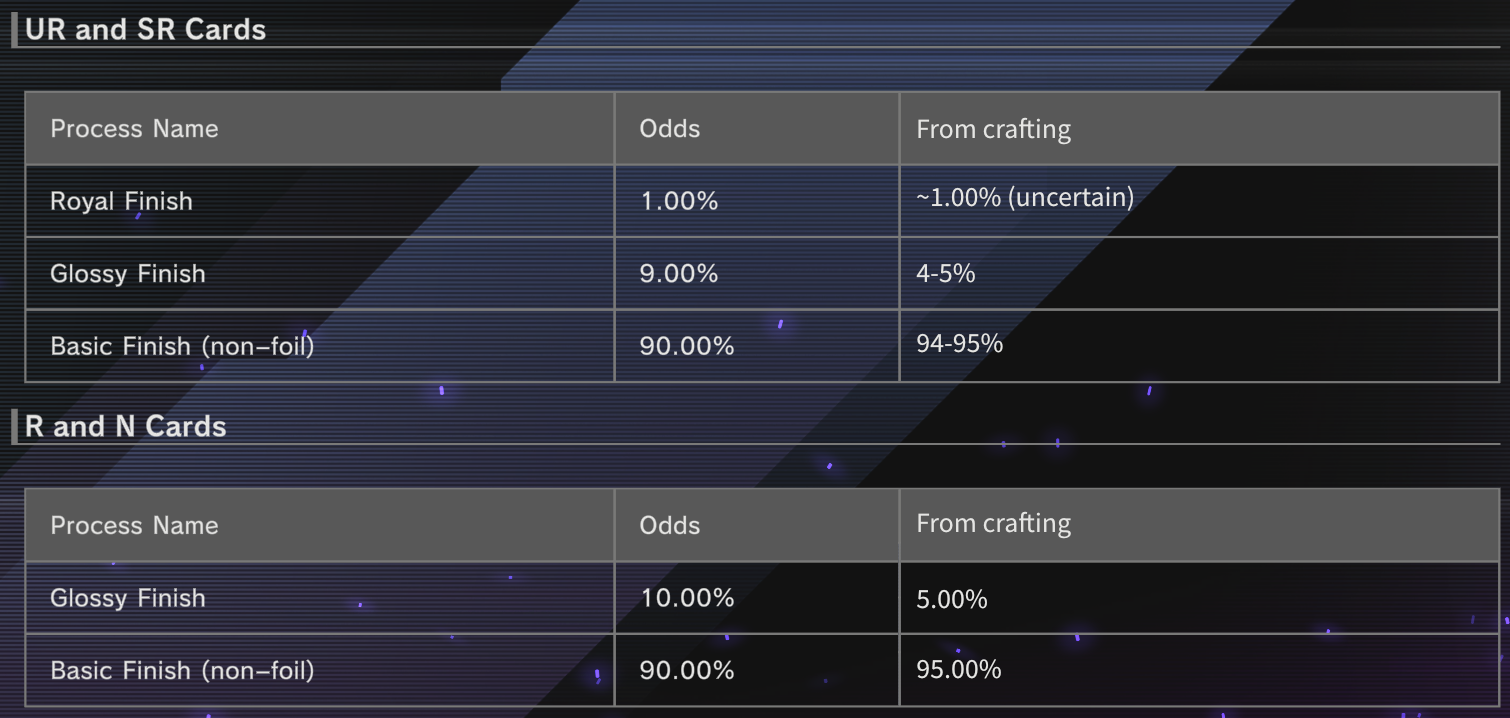 UR and SR Cards
Process Name Odds From crafting
Royal Finish 1.00% ~1.00% (uncertain)
Glossy Finish 9.00% 4-5%
Basic Finish (non–foil) 90.00% 94-95%
R and N Cards
Process Name Odds From crafting
Glossy Finish 10.00% 5.00%
Basic Finish (non–foil) 90.00% 95.00%